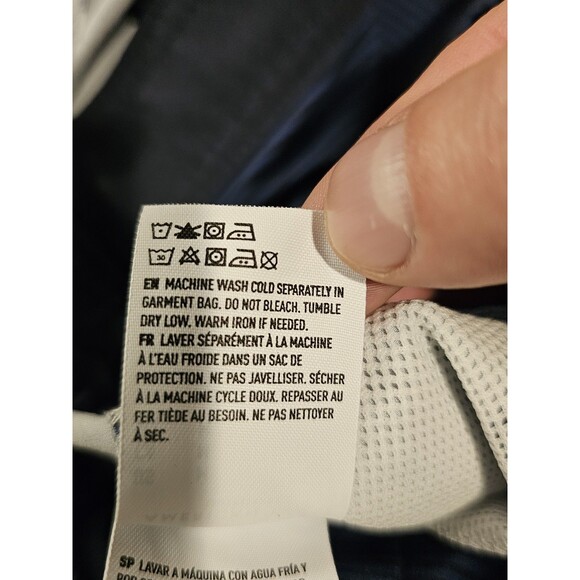 30
EN MACHINE WASH COLD SEPARATELY IN
GARMENT BAG. DO NOT BLEACH. TUMBLE
DRY LOW. WARM IRON IF NEEDED.
FR LAVER SÉPARÉMENT À LA MACHINE
À L'EAU FROIDE DANS UN SAC DE
PROTECTION. NE PAS JAVELLISER. SÉCHER
À LA MACHINE CYCLE DOUX. REPASSER AU
FER TIÈDE AU BESOIN. NE PAS NETTOYER
À SEC.
SP LAVAR A MÁQUINA CON AGUA FRÍA Y